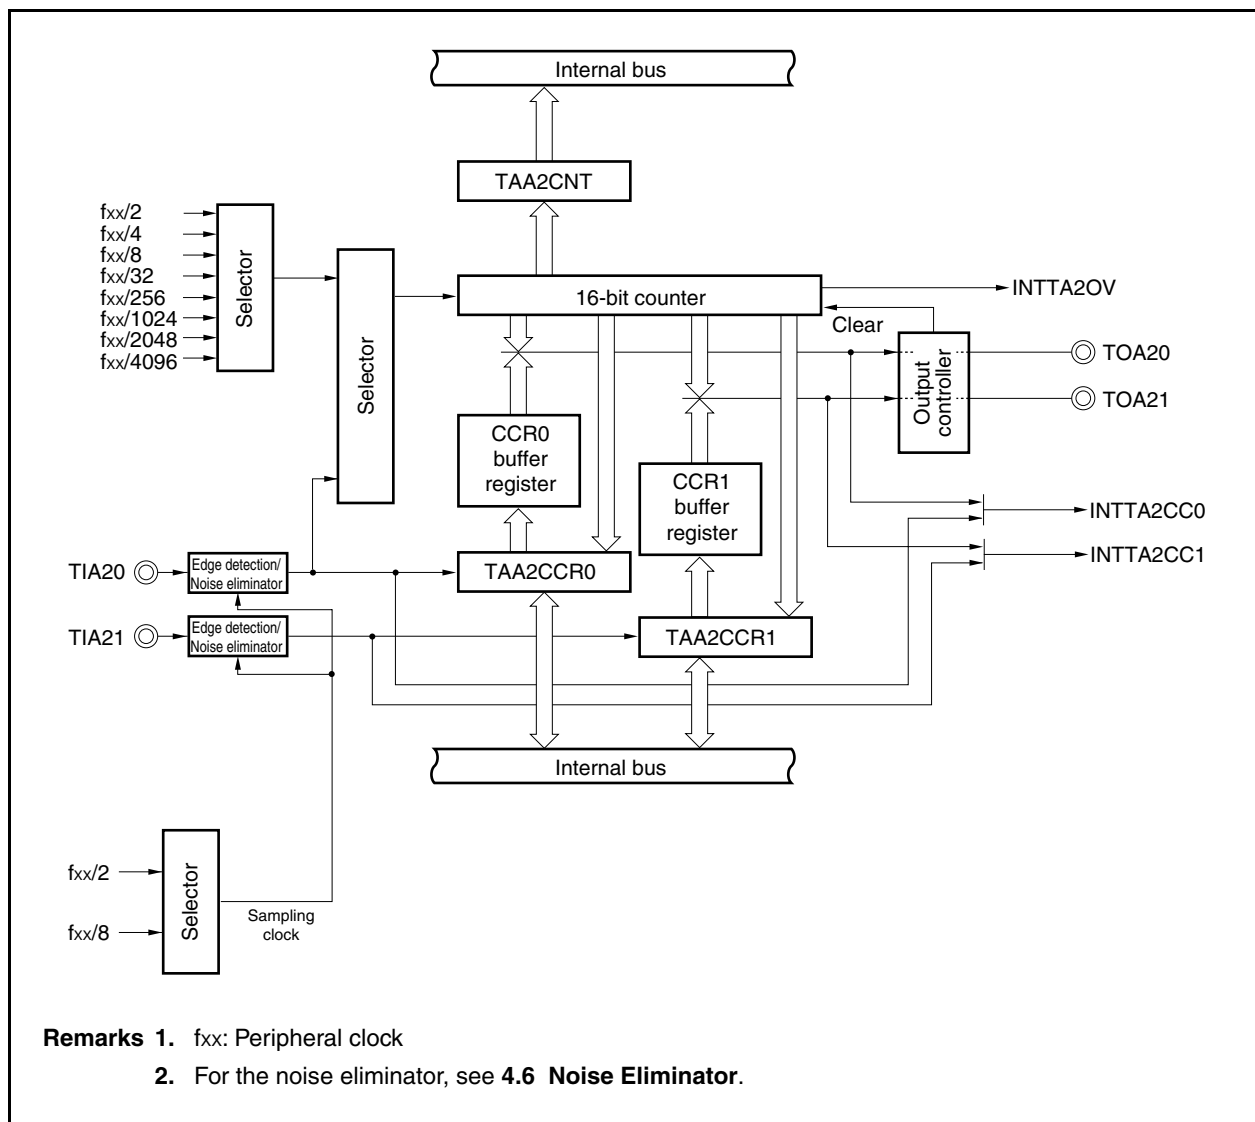 Internal bus
TAA2CNT
fxx/2
fxx/4
fxx/8
fxx/32
fxx/256
fxx/1024
fxx/2048
fxx/4096
Selector
Selector
16-bit counter
INTTA2OV
Clear
Output
controller
TOA20
TOA21
CCR0
buffer
register
CCR1
buffer
register
INTTA2CC0
INTTA2CC1
TIA20
Edge detection/
Noise eliminator
TAA2CCR0
TIA21
Edge detection/
Noise eliminator
TAA2CCR1
Internal bus
fxx/2
fxx/8
Selector
Sampling
clock
Remarks 1. fxx: Peripheral clock
2. For the noise eliminator, see 4.6 Noise Eliminator.